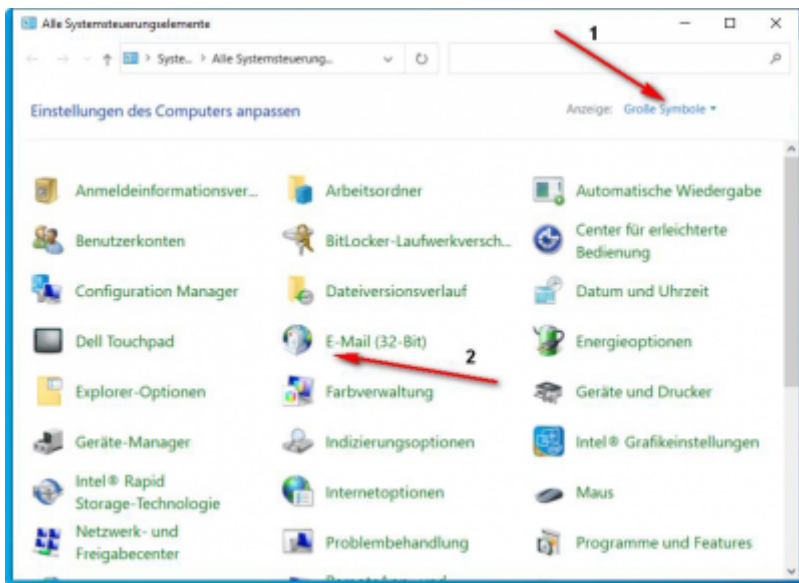 Alle Systemsteuerungselemente
1
Syste... > Alle Systemsteuerung...
Einstellungen des Computers anpassen
Anzeige: Große Symbole
Anmeldeinformationsver...
Arbeitsordner
Automatische Wiedergabe
Benutzerkonten
BitLocker-Laufwerkversch...
Center für erleichterte
Bedienung
Configuration Manager
Dateiversionsverlauf
Datum und Uhrzeit
Dell Touchpad
E-Mail (32-Bit)
2
Energieoptionen
Explorer-Optionen
Farbverwaltung
Geräte und Drucker
Geräte-Manager
Indizierungsoptionen
Intel® Grafikeinstellungen
Intel® Rapid
Storage-Technologie
Internetoptionen
Maus
Netzwerk- und
Freigabecenter
Problembehandlung
Programme und Features